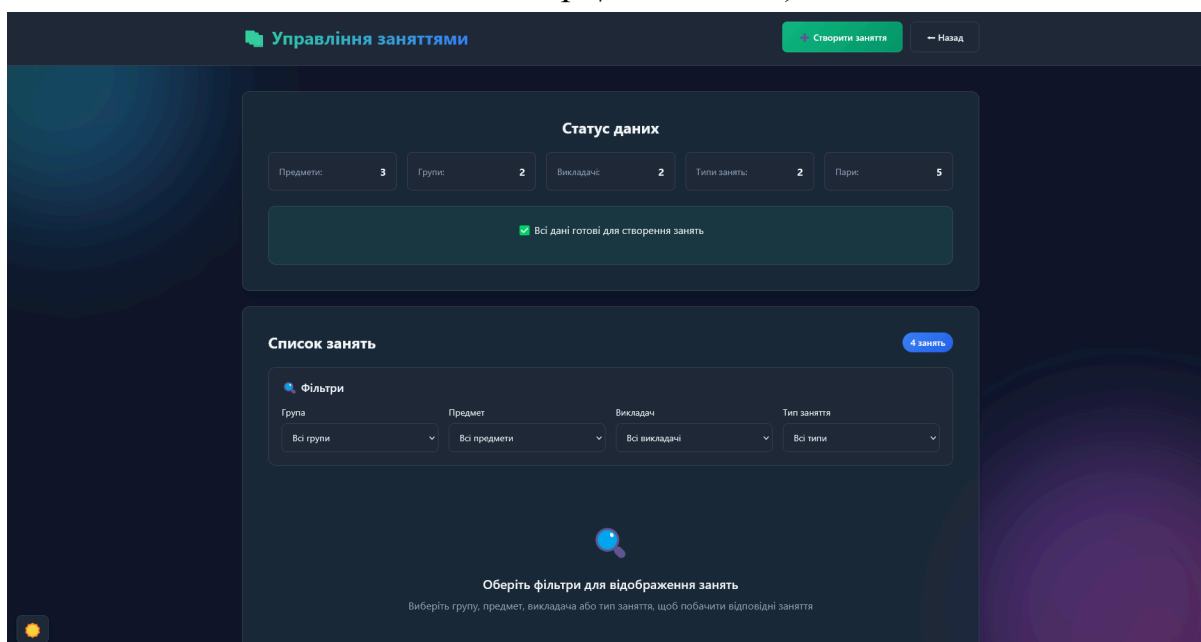 Управління заняттями
➕ Створити заняття
← Назад
Статус даних
Предмети: 3
Групи: 2
Викладачі: 2
Типи занять: 2
Пари: 5
✅ Всі дані готові для створення занять
Список занять
4 занять
🔍 Фільтри
Група
Предмет
Викладач
Тип заняття
Всі групи
Всі предмети
Всі викладачі
Всі типи
Оберіть фільтри для відображення занять
Виберіть групу, предмет, викладача або тип заняття, щоб побачити відповідні заняття